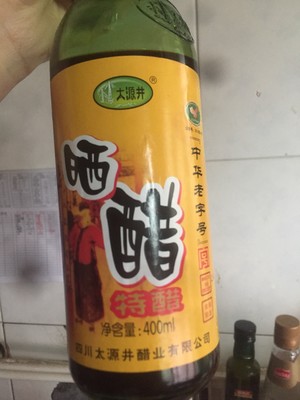 太源井
®
晒醋
特醋
净含量:400ml
四川太源井醋业有限公司
中华老字号